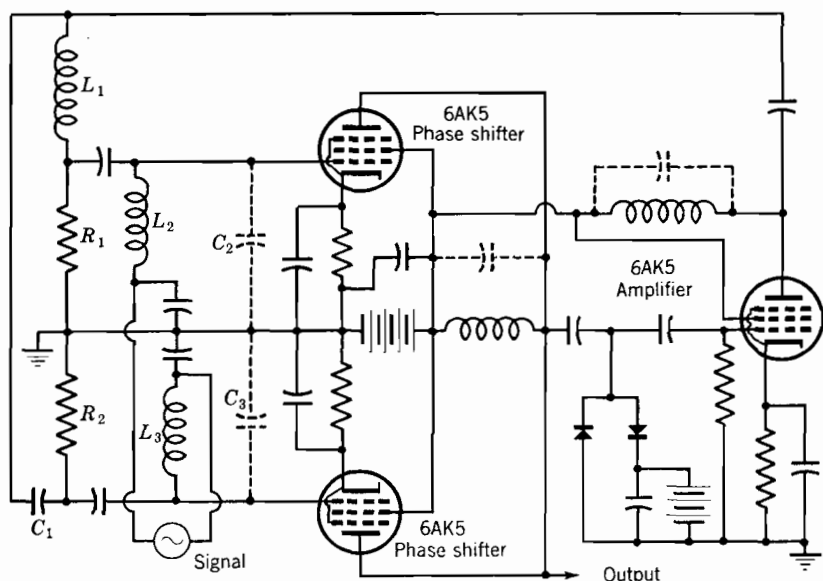 L1
6AK5
Phase shifter
R1
L2
C2
6AK5
Amplifier
R2
C3
L3
C1
Signal
6AK5
Phase shifter
Output